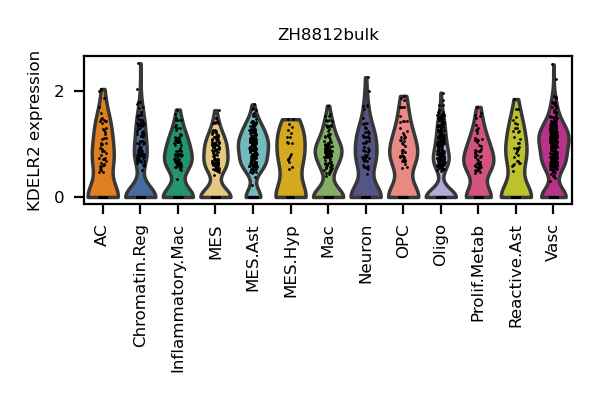 ZH8812bulk
KDELR2 expression
2
0
AC
Chromatin.Reg
Inflammatory.Mac
MES
MES.Ast
MES.Hyp
Mac
Neuron
OPC
Oligo
Prolif.Metab
Reactive.Ast
Vasc